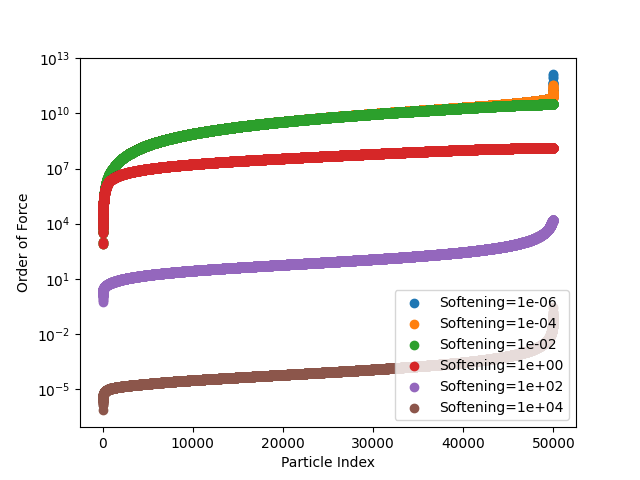 10^13
10^10
10^7
10^4
10^1
10^−2
10^−5
Order of Force
Softening=1e-06
Softening=1e-04
Softening=1e-02
Softening=1e+00
Softening=1e+02
Softening=1e+04
0 10000 20000 30000 40000 50000
Particle Index